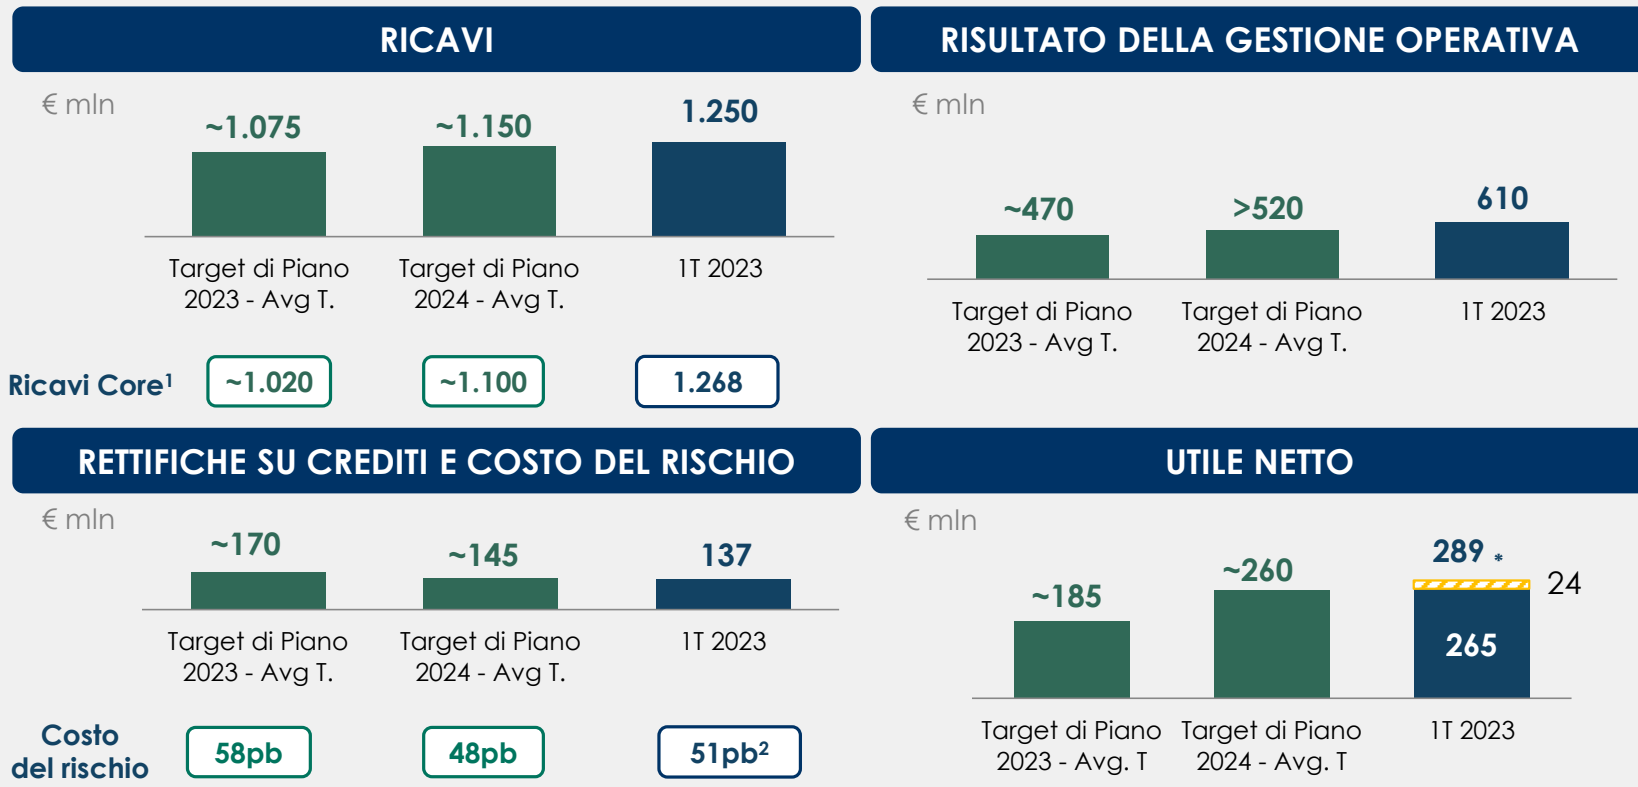 RICAVI
€ mln
~1.075
~1.150
1.250
Target di Piano
2023 - Avg T.
Target di Piano
2024 - Avg T.
1T 2023
Ricavi Core¹
~1.020
~1.100
1.268
RISULTATO DELLA GESTIONE OPERATIVA
€ mln
~470
>520
610
Target di Piano
2023 - Avg T.
Target di Piano
2024 - Avg T.
1T 2023
RETTIFICHE SU CREDITI E COSTO DEL RISCHIO
€ mln
~170
~145
137
Target di Piano
2023 - Avg T.
Target di Piano
2024 - Avg T.
1T 2023
Costo
del rischio
58pb
48pb
51pb²
UTILE NETTO
€ mln
~185
~260
289 *
24
265
Target di Piano
2023 - Avg. T
Target di Piano
2024 - Avg. T
1T 2023